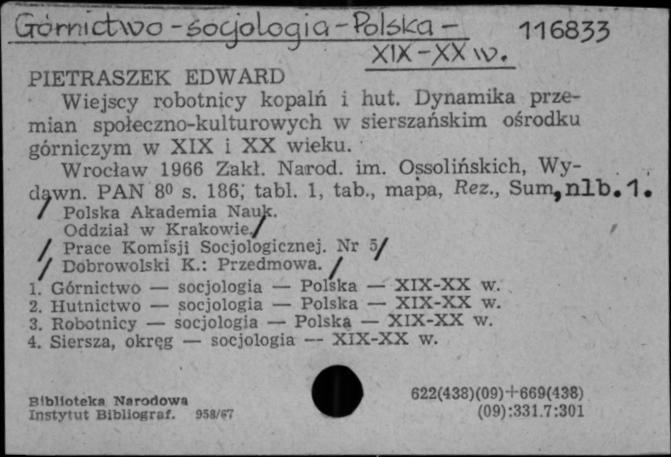 Górnictwo - socjologia - Polska - 116833
XIX - XX w.
PIETRASZEK EDWARD
Wiejscy robotnicy kopalń i hut. Dynamika prze-
mian społeczno-kulturowych w sierszańskim ośrodku
górniczym w XIX i XX wieku.
Wrocław 1966 Zakł. Narod. im. Ossolińskich, Wy-
dawn. PAN 8⁰ s. 186, tabl. 1, tab., mapa, Rez., Sum, nlb. 1.
/ Polska Akademia Nauk.
Oddział w Krakowie /
/ Prace Komisji Socjologicznej. Nr 5/
/ Dobrowolski K.: Przedmowa. /
1. Górnictwo — socjologia — Polska — XIX-XX w.
2. Hutnictwo — socjologia — Polska — XIX-XX w.
3. Robotnicy — socjologia — Polska — XIX-XX w.
4. Siersza, okręg — socjologia — XIX-XX w.
Biblioteka Narodowa
Instytut Bibliograf. 958/67
622(438)(09)+669(438)
(09):331.7:301